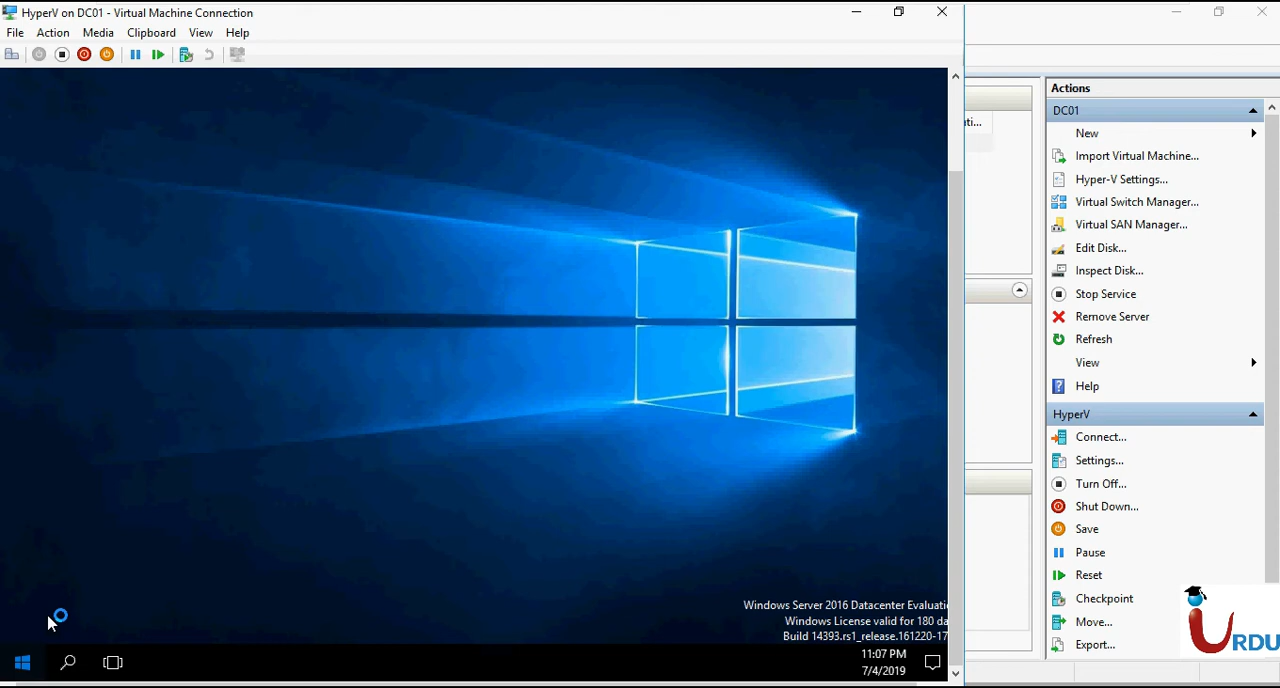 HyperV on DC01 - Virtual Machine Connection
File Action Media Clipboard View Help
Actions
DC01
ati...
New
Import Virtual Machine...
Hyper-V Settings...
Virtual Switch Manager...
Virtual SAN Manager...
Edit Disk...
Inspect Disk...
Stop Service
Remove Server
Refresh
View
Help
HyperV
Connect...
Settings...
Turn Off...
Shut Down...
Save
Pause
Reset
Checkpoint
Move...
Export...
URDU
Windows Server 2016 Datacenter Evaluati
Windows License valid for 180 da
Build 14393.rs1_release.161220-17
11:07 PM
7/4/2019